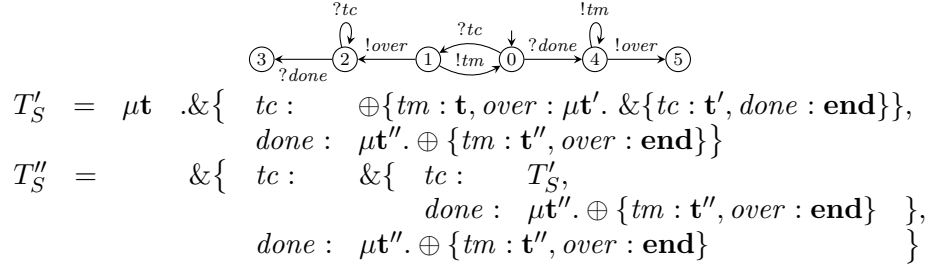 ?tc !tm
?tc
3 2 !over 1 !tm 0 ?done 4 !over 5
?done
T′_S = μt .&{ tc : ⊕{tm : t, over : μt′. &{tc : t′, done : end}},
done : μt″. ⊕ {tm : t″, over : end}}
T″_S = &{ tc : &{ tc : T′_S,
done : μt″. ⊕ {tm : t″, over : end} },
done : μt″. ⊕ {tm : t″, over : end} }